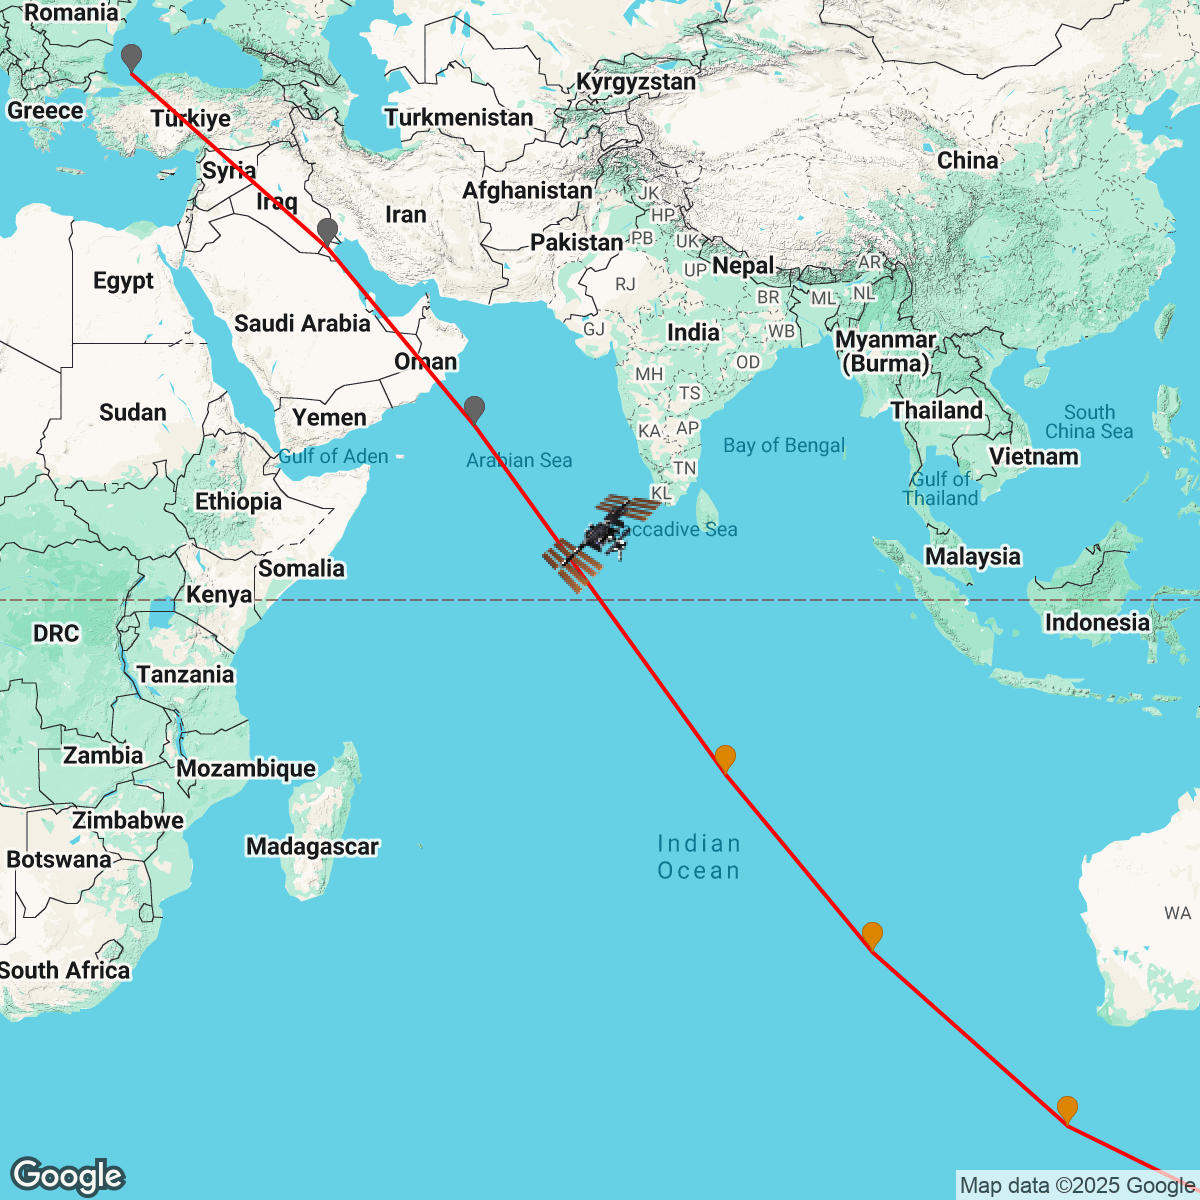 Romania
Kyrgyzstan
Greece
Türkiye
Turkmenistan
China
Syria
Afghanistan
JK
Iraq
Iran
HP
Pakistan
PB
UK
Nepal
AR
UP
Egypt
RJ
BR
ML
NL
Saudi Arabia
GJ
India
WB
Myanmar
(Burma)
Oman
OD
MH
TS
Sudan
Yemen
Thailand
South
China Sea
KA
AP
Bay of Bengal
Gulf of Aden
Arabian Sea
TN
Vietnam
Gulf of
Thailand
Ethiopia
KL
accadive Sea
Malaysia
Somalia
Kenya
Indonesia
DRC
Tanzania
Zambia
Mozambique
Zimbabwe
Madagascar
Indian
Ocean
Botswana
WA
South Africa
Google
Map data ©2025 Google